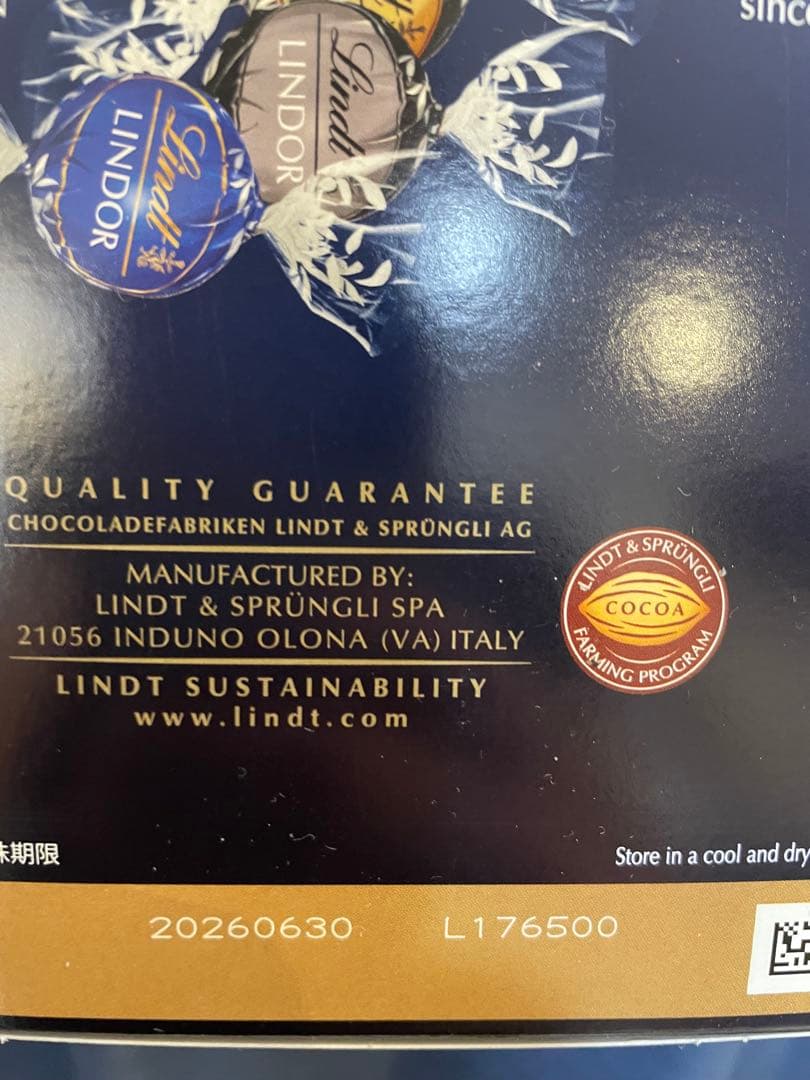 sinc
Lindt
LINDOR
Lindt
LINDOR
QUALITY GUARANTEE
CHOCOLADEFABRIKEN LINDT & SPRÜNGLI AG
MANUFACTURED BY:
LINDT & SPRÜNGLI SPA
21056 INDUNO OLONA (VA) ITALY
LINDT SUSTAINABILITY
www.lindt.com
LINDT & SPRÜNGLI
COCOA
FARMING PROGRAM
味期限
Store in a cool and dry
20260630 L176500